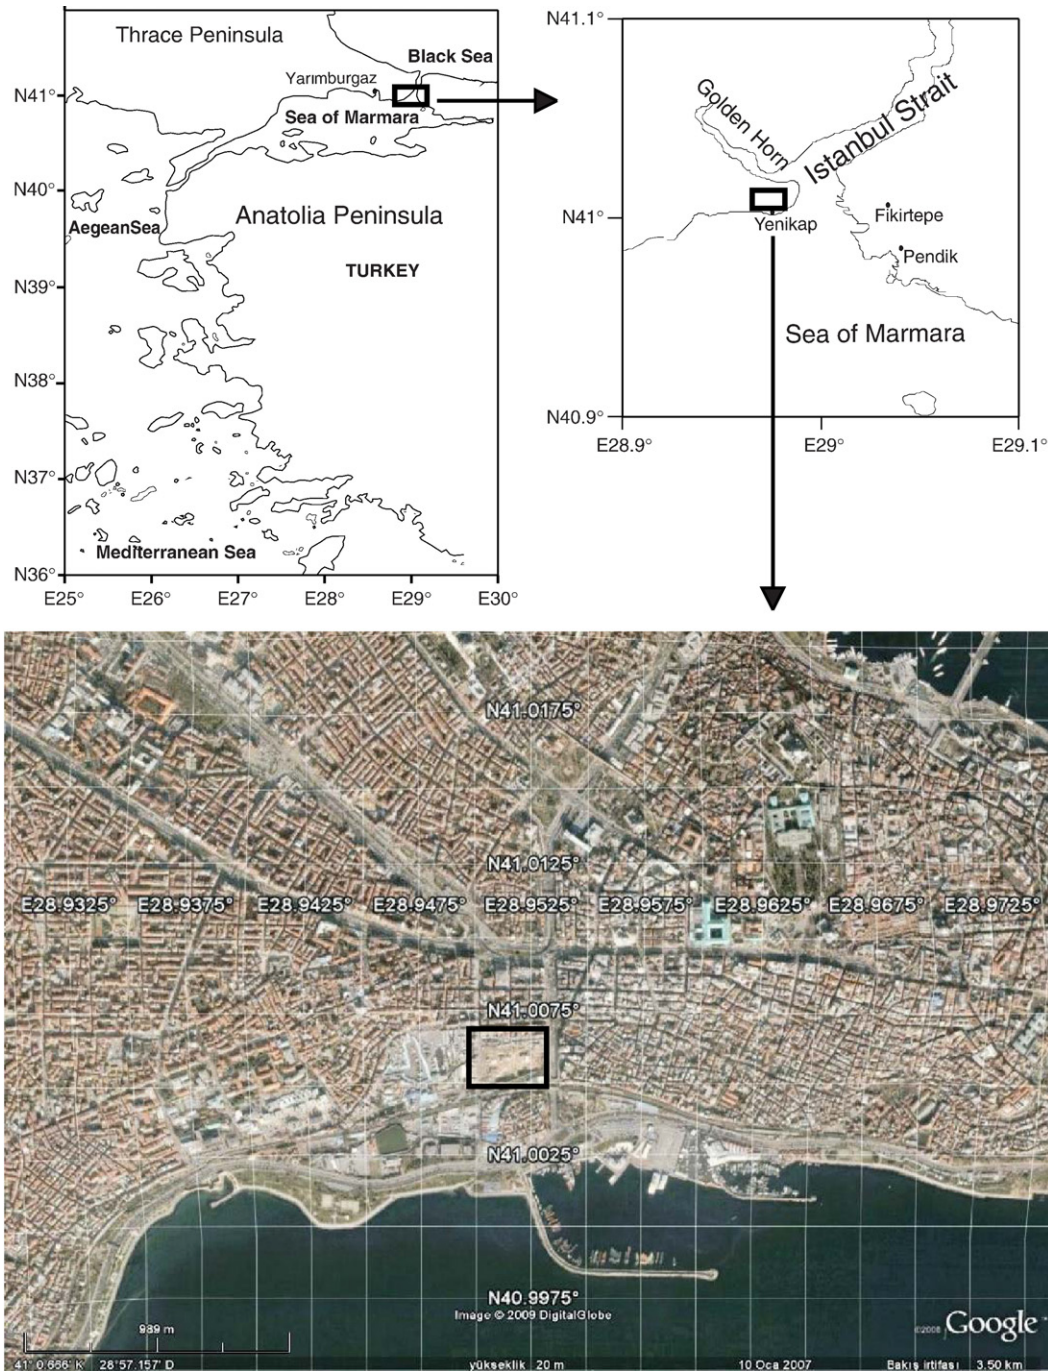 Thrace Peninsula
Black Sea
Yarımburgaz
N41°
Sea of Marmara
N40°
Anatolia Peninsula
AegeanSea
TURKEY
N39°
N38°
N37°
Mediterranean Sea
N36°
E25° E26° E27° E28° E29° E30°
N41.1°
Golden Horn
Istanbul Strait
N41°
Yenikap
Fikirtepe
Pendik
Sea of Marmara
N40.9°
E28.9° E29° E29.1°
N41.0175°
N41.0125°
E28.9325° E28.9375° E28.9425° E28.9475° E28.9525° E28.9575° E28.9625° E28.9675° E28.9725°
N41.0075°
N41.0025°
N40.9975°
Image © 2009 DigitalGlobe
©2008 Google
989 m
41° 0.666' K 28°57.157' D yükseklik 20 m 10 Oca 2007 Bakış irtifası 3.50 km